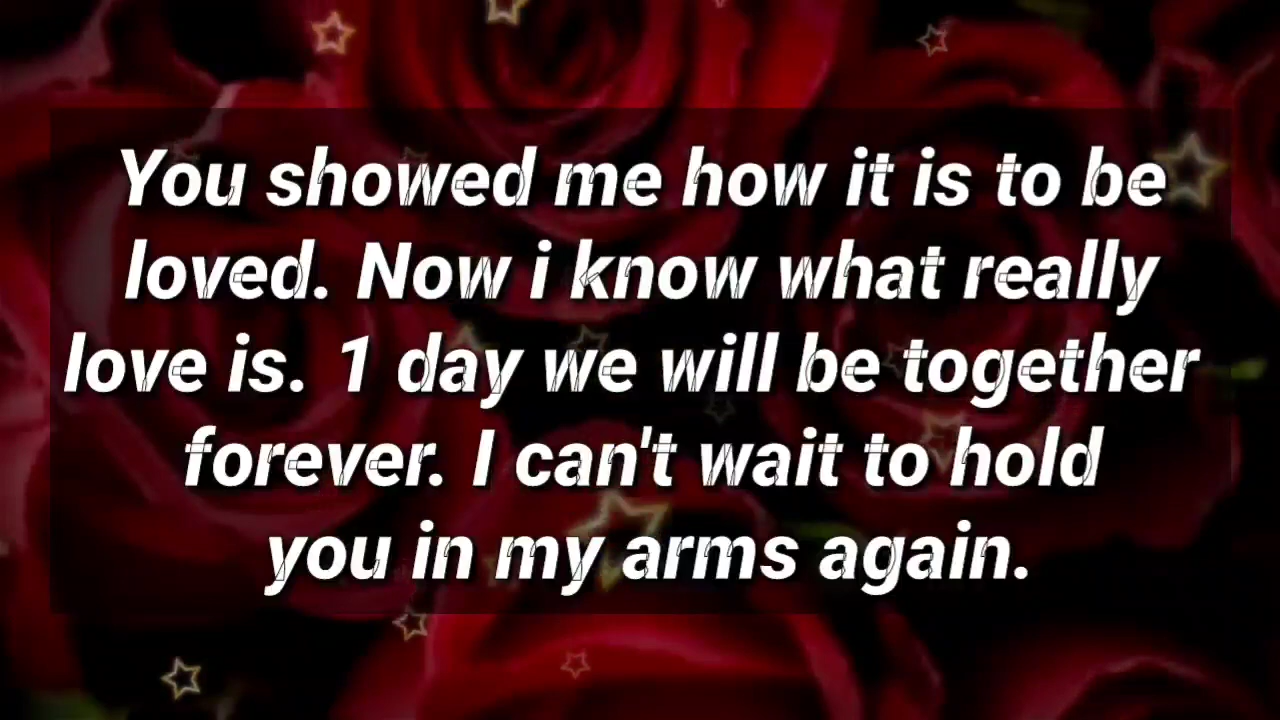 You showed me how it is to be
loved. Now i know what really
love is. 1 day we will be together
forever. I can't wait to hold
you in my arms again.